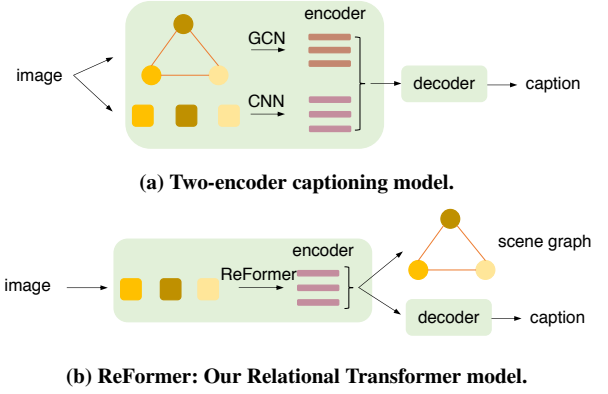 encoder
GCN
image
decoder
caption
CNN
(a) Two-encoder captioning model.
encoder
scene graph
ReFormer
image
decoder
caption
(b) ReFormer: Our Relational Transformer model.